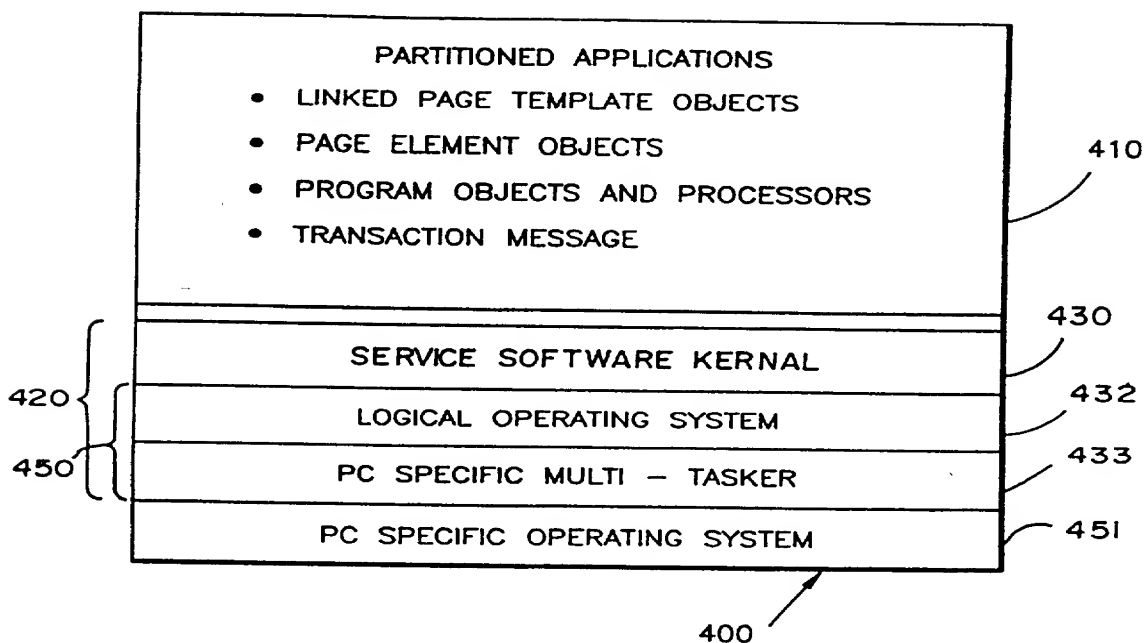 PARTITIONED APPLICATIONS
• LINKED PAGE TEMPLATE OBJECTS
• PAGE ELEMENT OBJECTS
• PROGRAM OBJECTS AND PROCESSORS
• TRANSACTION MESSAGE
410
430
SERVICE SOFTWARE KERNAL
420
LOGICAL OPERATING SYSTEM
432
450
PC SPECIFIC MULTI – TASKER
433
PC SPECIFIC OPERATING SYSTEM
451
400